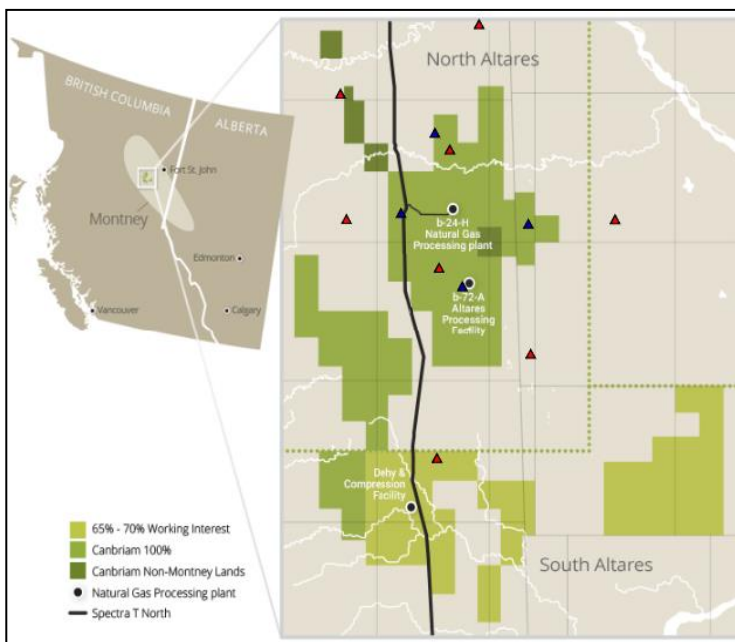 BRITISH COLUMBIA
ALBERTA
Fort St. John
Montney
Edmonton
Vancouver
Calgary
65% - 70% Working Interest
Canbriam 100%
Canbriam Non-Montney Lands
Natural Gas Processing plant
Spectra T North
North Altares
b-24-H
Natural Gas
Processing plant
b-72-A
Altares
Processing
Facility
Dehy &
Compression
Facility
South Altares